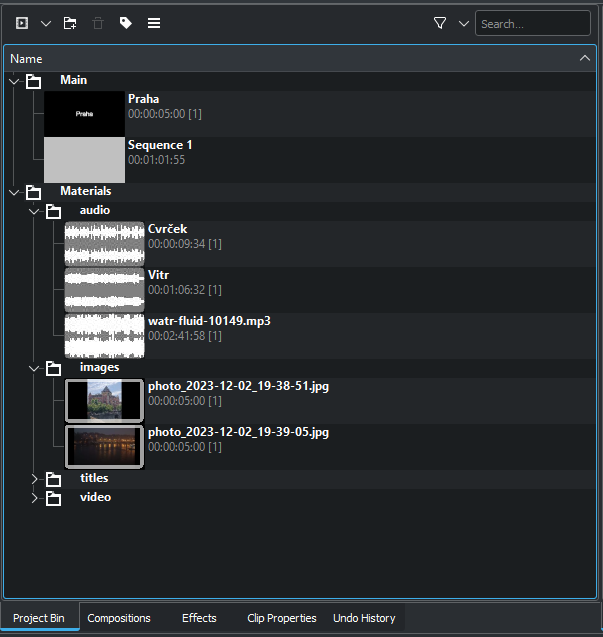 Search...
Name
Main
Praha
Praha
00:00:05:00 [1]
Sequence 1
00:01:01:55
Materials
audio
Cvrček
00:00:09:34 [1]
Vitr
00:01:06:32 [1]
watr-fluid-10149.mp3
00:02:41:58 [1]
images
photo_2023-12-02_19-38-51.jpg
00:00:05:00 [1]
photo_2023-12-02_19-39-05.jpg
00:00:05:00 [1]
titles
video
Project Bin Compositions Effects Clip Properties Undo History